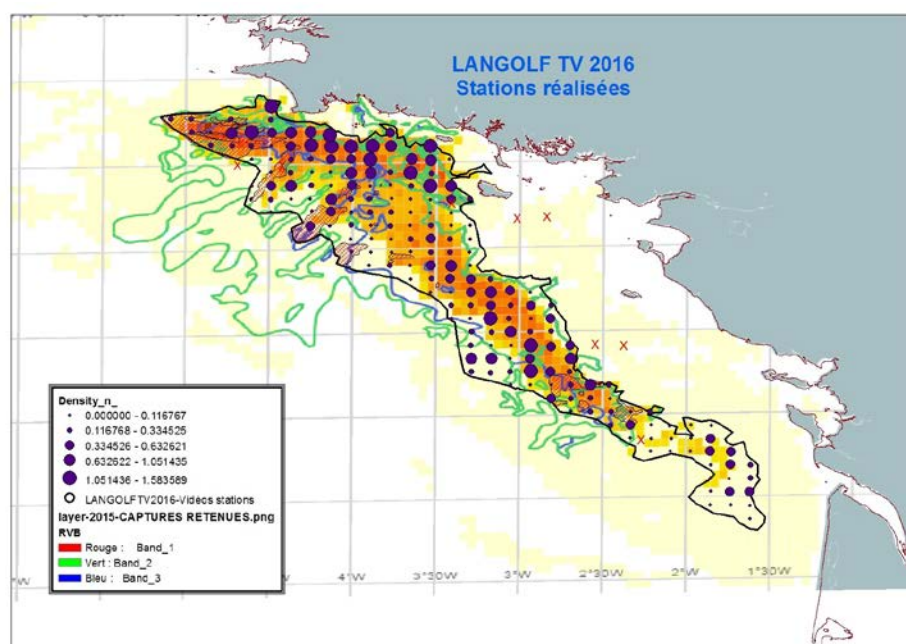 LANGOLF TV 2016
Stations réalisées
X
X X
X X
X
Density_n_
0.000000 - 0.116767
0.116768 - 0.334525
0.334526 - 0.632621
0.632622 - 1.051435
1.051436 - 1.583589
LANGOLFTV2016-Vidéos stations
layer-2015-CAPTURES RETENUES.png
RVB
Rouge : Band_1
Vert : Band_2
Bleu : Band_3
4°W 3°30'W 3°W 2°30'W 2°W 1°30'W